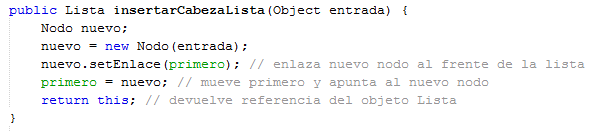 public Lista insertarCabezaLista(Object entrada) {
    Nodo nuevo;
    nuevo = new Nodo(entrada);
    nuevo.setEnlace(primero); // enlaza nuevo nodo al frente de la lista
    primero = nuevo; // mueve primero y apunta al nuevo nodo
    return this; // devuelve referencia del objeto Lista
}